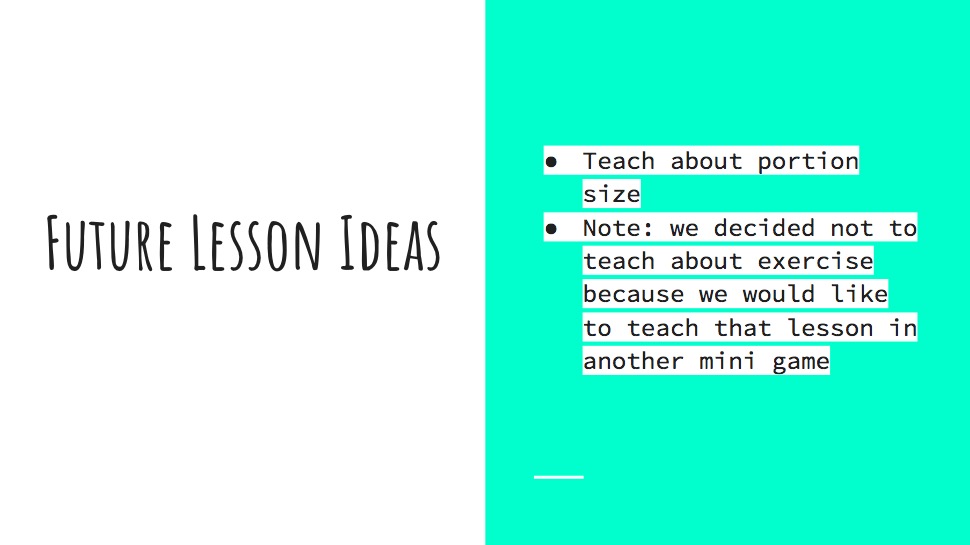 Future Lesson Ideas
● Teach about portion
size
● Note: we decided not to
teach about exercise
because we would like
to teach that lesson in
another mini game